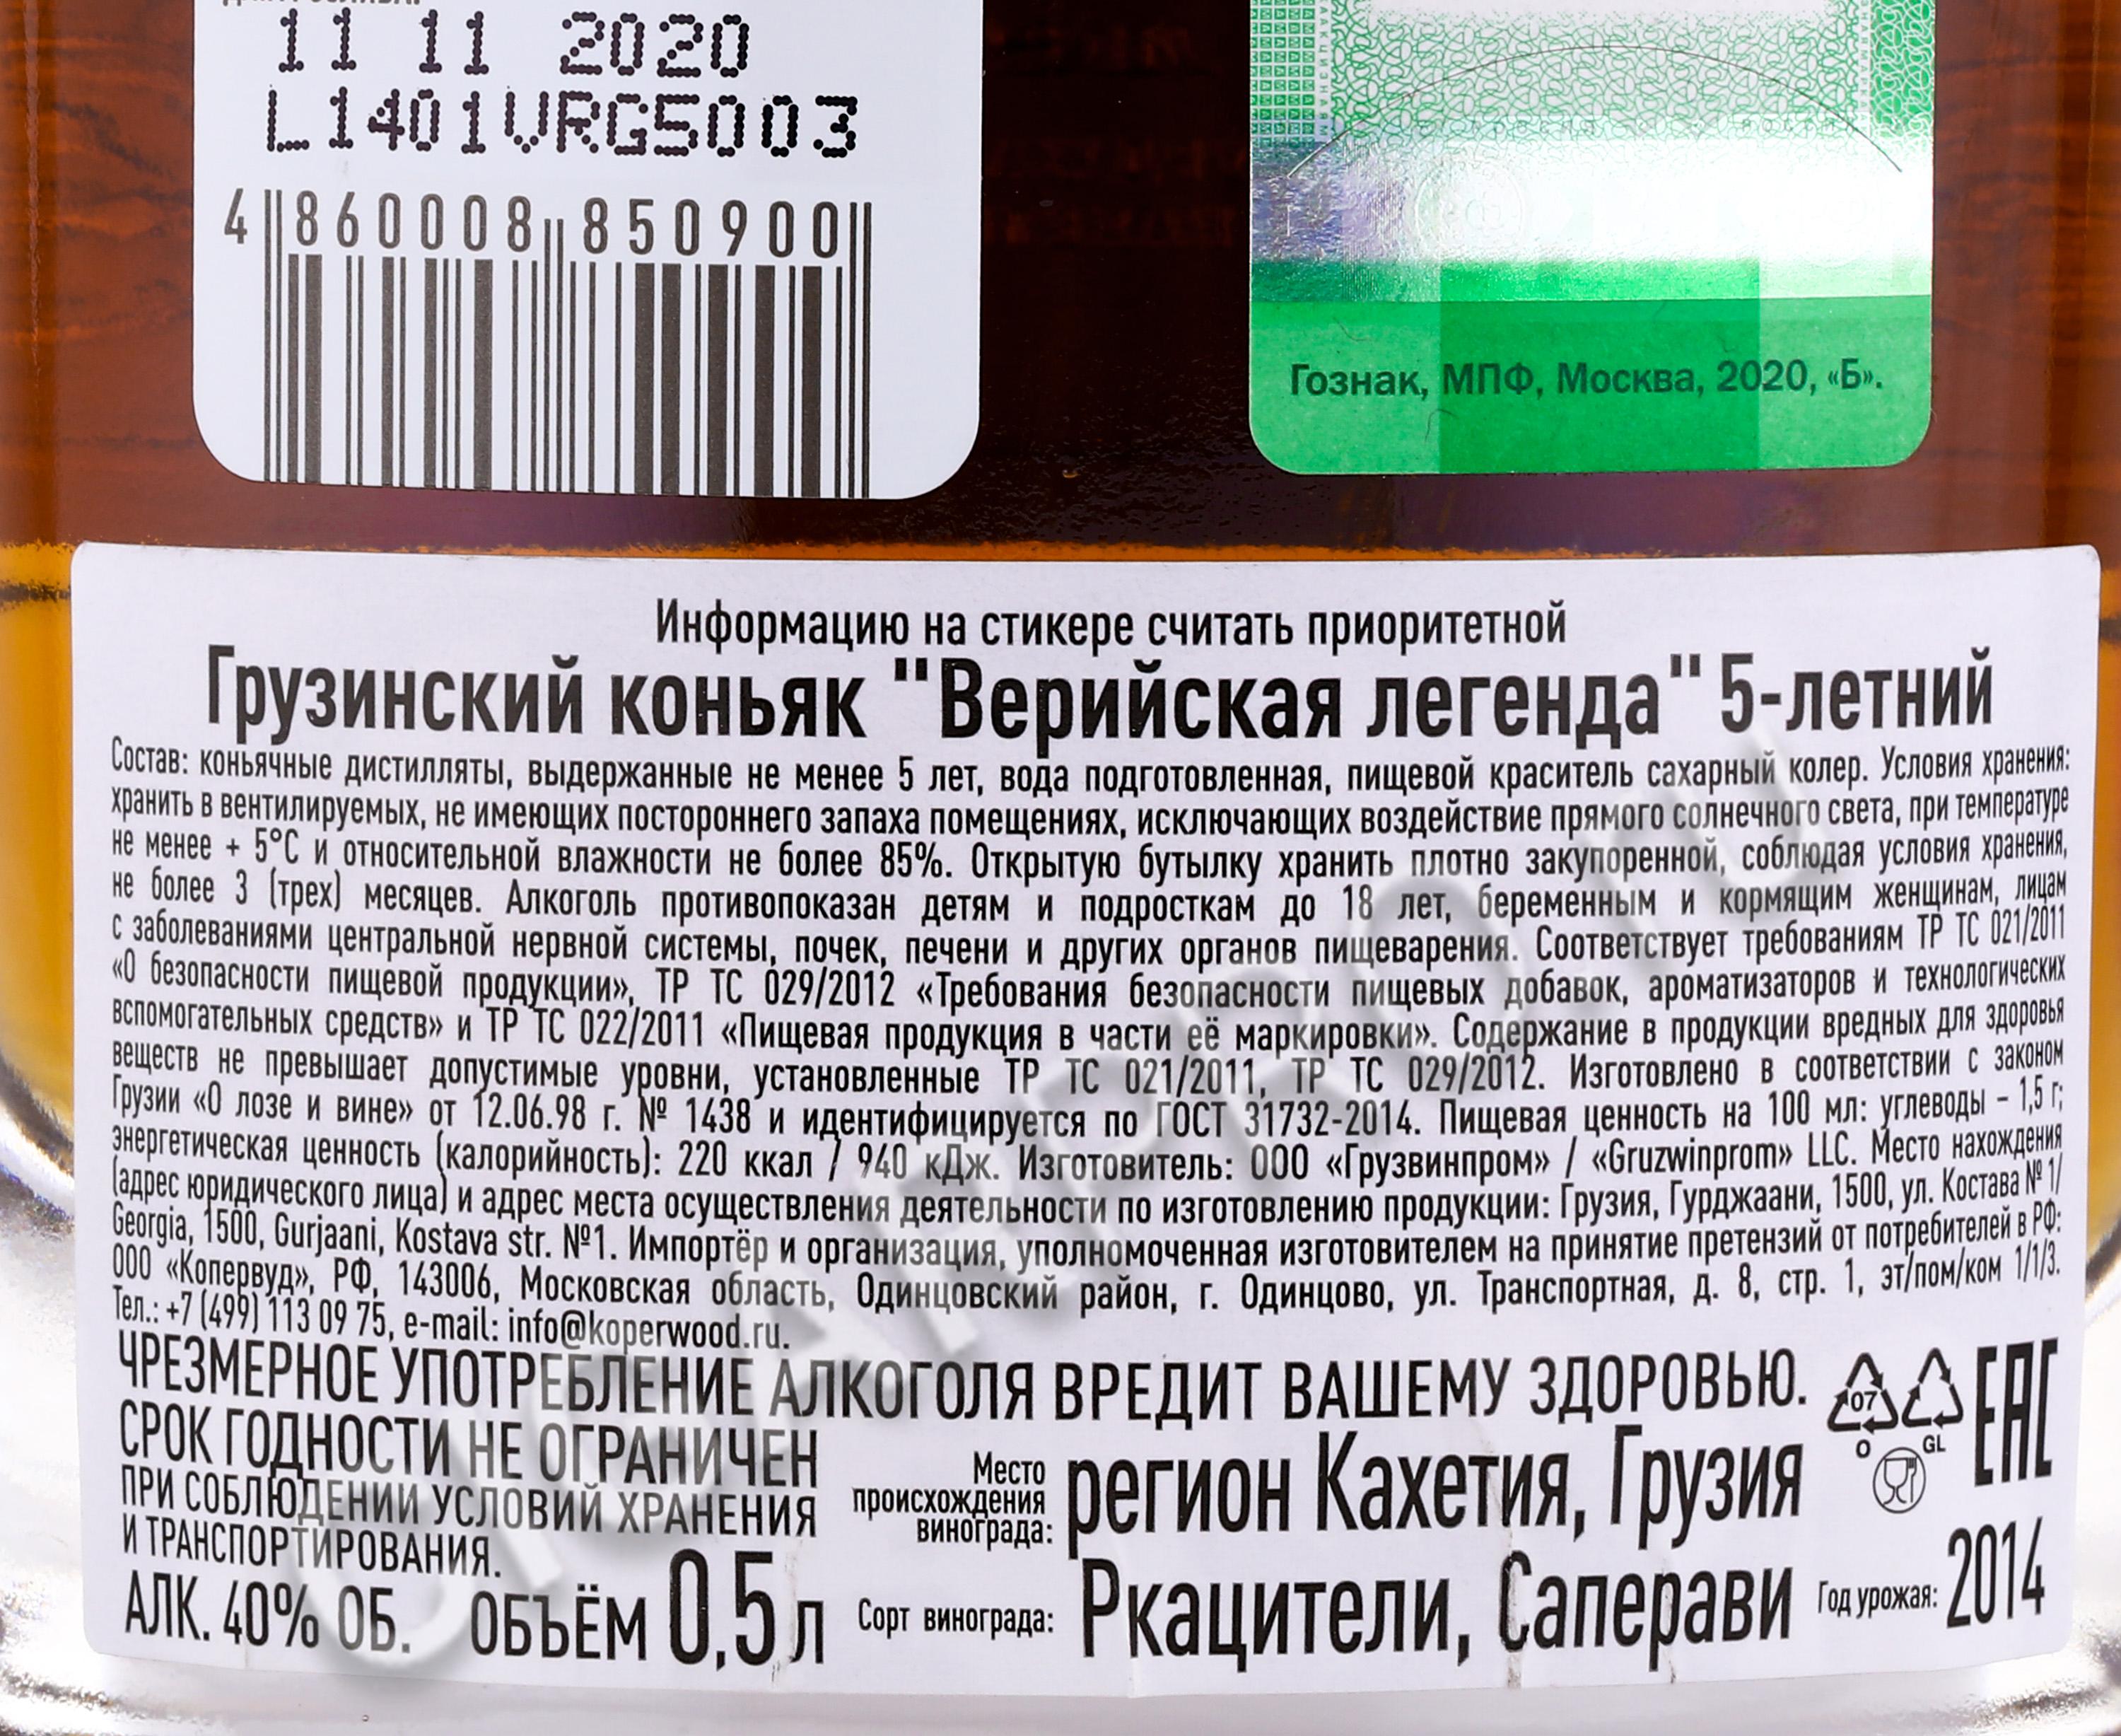 11 11 2020
L1401VRG5003
4 860008 850900
Гознак, МПФ, Москва, 2020, «Б».
Информацию на стикере считать приоритетной
Грузинский коньяк "Верийская легенда" 5-летний
Состав: коньячные дистилляты, выдержанные не менее 5 лет, вода подготовленная, пищевой краситель сахарный колер. Условия хранения:
хранить в вентилируемых, не имеющих постороннего запаха помещениях, исключающих воздействие прямого солнечного света, при температуре
не менее + 5°С и относительной влажности не более 85%. Открытую бутылку хранить плотно закупоренной, соблюдая условия хранения,
не более 3 (трех) месяцев. Алкоголь противопоказан детям и подросткам до 18 лет, беременным и кормящим женщинам, лицам
с заболеваниями центральной нервной системы, почек, печени и других органов пищеварения. Соответствует требованиям ТР ТС 021/2011
«О безопасности пищевой продукции», ТР ТС 029/2012 «Требования безопасности пищевых добавок, ароматизаторов и технологических
вспомогательных средств» и ТР ТС 022/2011 «Пищевая продукция в части её маркировки». Содержание в продукции вредных для здоровья
веществ не превышает допустимые уровни, установленные ТР ТС 021/2011, ТР ТС 029/2012. Изготовлено в соответствии с законом
Грузии «О лозе и вине» от 12.06.98 г. № 1438 и идентифицируется по ГОСТ 31732-2014. Пищевая ценность на 100 мл: углеводы – 1,5 г;
энергетическая ценность (калорийность): 220 ккал / 940 кДж. Изготовитель: ООО «Грузвинпром» / «Gruzwinprom» LLC. Место нахождения
(адрес юридического лица) и адрес места осуществления деятельности по изготовлению продукции: Грузия, Гурджаани, 1500, ул. Костава № 1/
Georgia, 1500, Gurjaani, Kostava str. №1. Импортёр и организация, уполномоченная изготовителем на принятие претензий от потребителей в РФ:
ООО «Копервуд», РФ, 143006, Московская область, Одинцовский район, г. Одинцово, ул. Транспортная, д. 8, стр. 1, эт/пом/ком 1/1/3.
Тел.: +7 (499) 113 09 75, e-mail: info@koperwood.ru.
ЧРЕЗМЕРНОЕ УПОТРЕБЛЕНИЕ АЛКОГОЛЯ ВРЕДИТ ВАШЕМУ ЗДОРОВЬЮ.
07
O
GL
EAC
СРОК ГОДНОСТИ НЕ ОГРАНИЧЕН
ПРИ СОБЛЮДЕНИИ УСЛОВИЙ ХРАНЕНИЯ
И ТРАНСПОРТИРОВАНИЯ.
АЛК. 40% ОБ. ОБЪЁМ 0,5 л
Место
происхождения
винограда:
регион Кахетия, Грузия
Сорт винограда: Ркацители, Саперави
Год урожая: 2014
CIGARPRO.ru